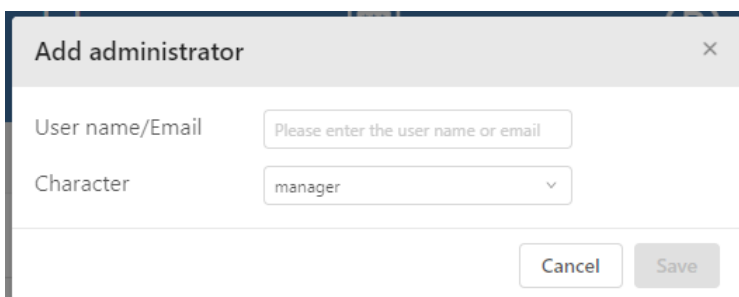 Add administrator
User name/Email
Please enter the user name or email
Character
manager
Cancel
Save